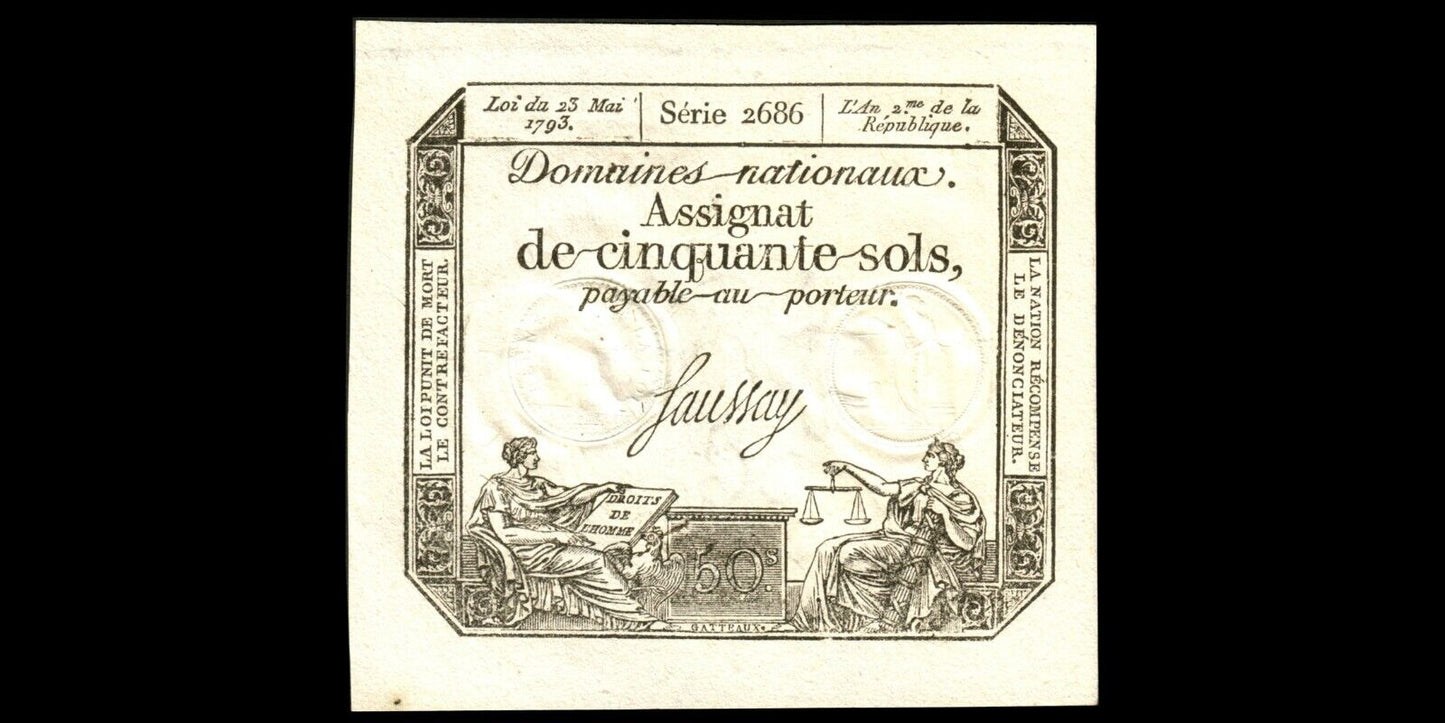 Loi du 23 Mai 1793.
Série 2686
L'An 2.me de la République.
Domaines nationaux.
Assignat
de cinquante sols,
payable au porteur.
Saussay
LA LOI PUNIT DE MORT
LE CONTREFACTEUR.
LA NATION RÉCOMPENSE
LE DÉNONCIATEUR.
DROITS
DE
L'HOMME
50.s
GATTEAUX.